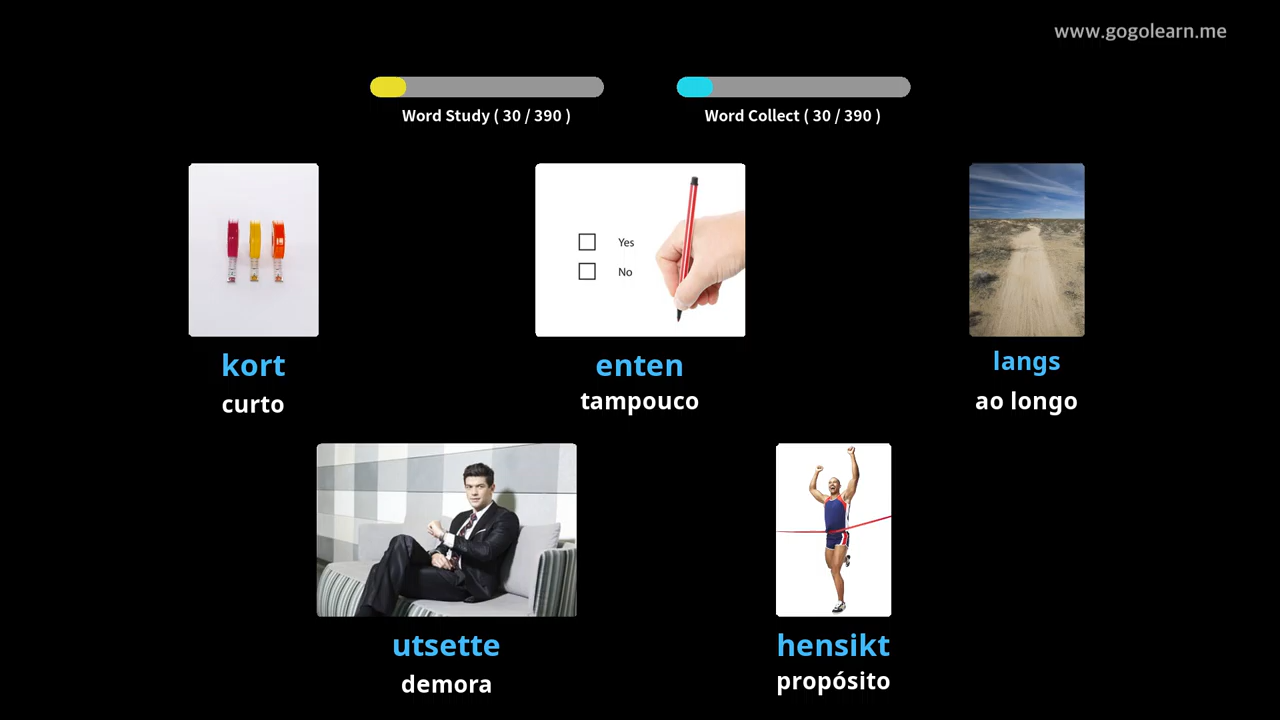 www.gogolearn.me
Word Study ( 30 / 390 )
Word Collect ( 30 / 390 )
Yes
No
kort
curto
enten
tampouco
langs
ao longo
utsette
demora
hensikt
propósito